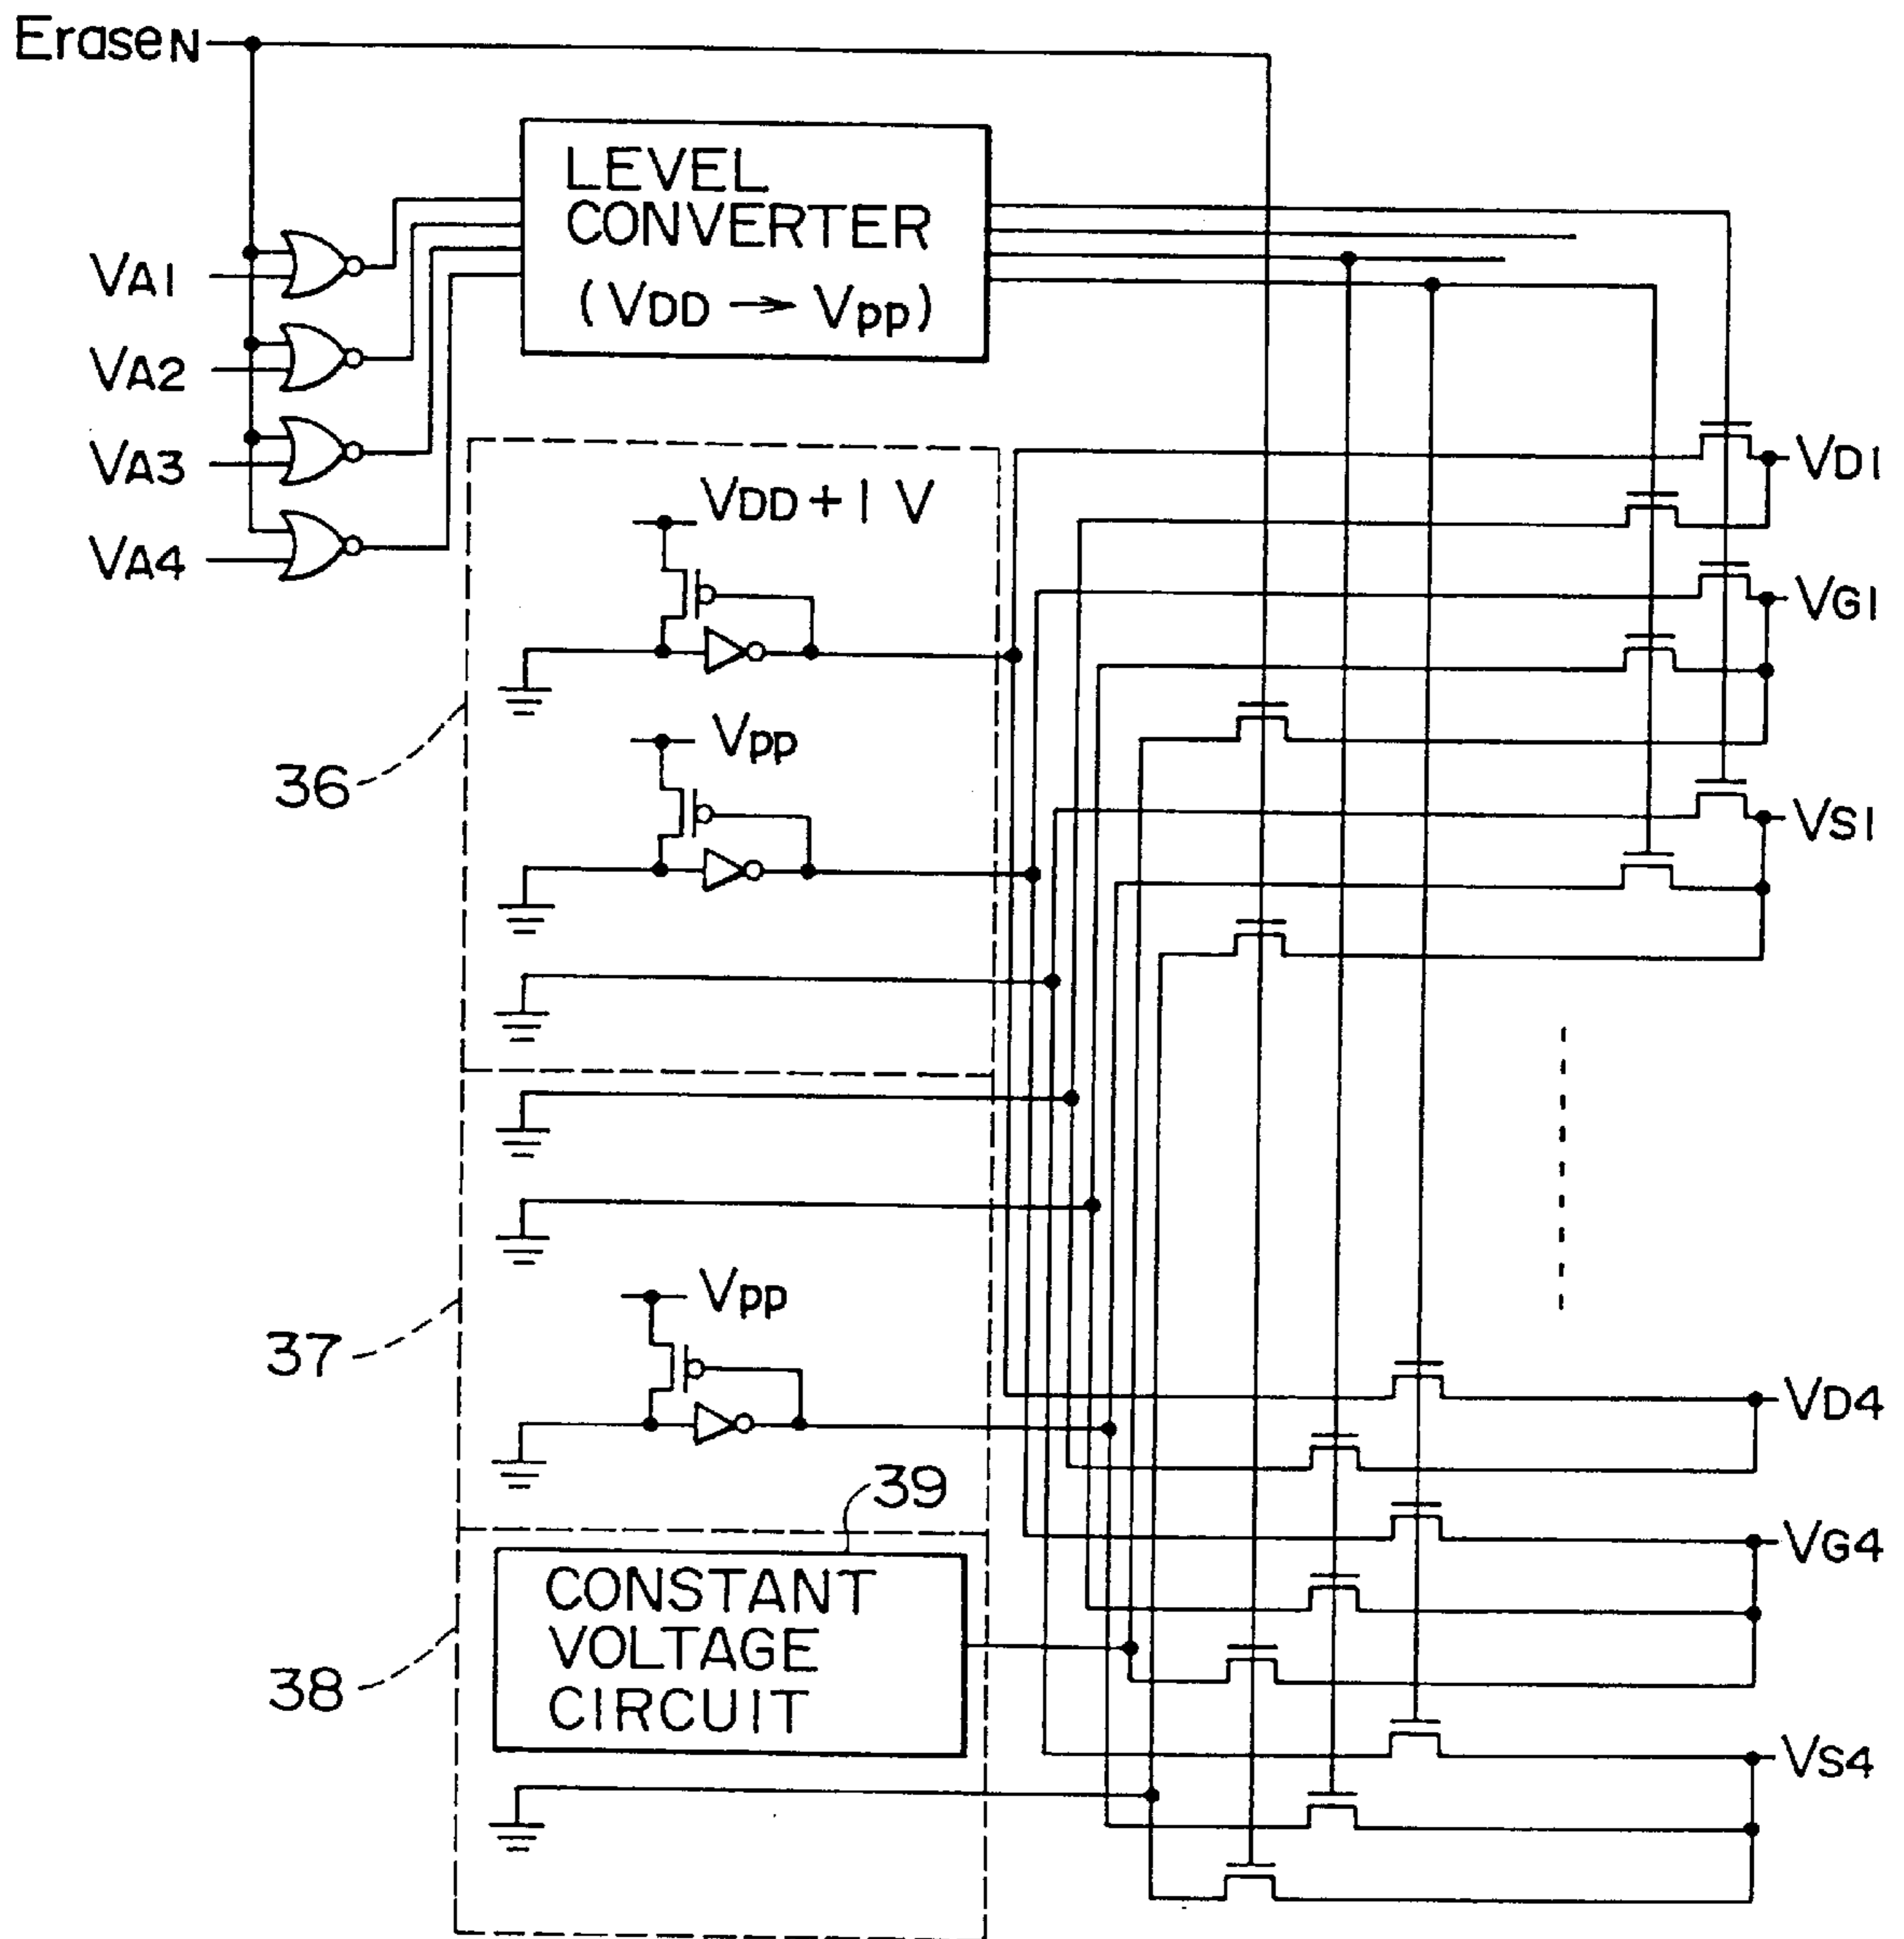 EraseN
LEVEL
CONVERTER
(VDD → Vpp)
VA1
VA2
VA3
VA4
VDD+1 V
VD1
VG1
Vpp
36
VS1
Vpp
37
VD4
39
VG4
CONSTANT
VOLTAGE
CIRCUIT
38
VS4